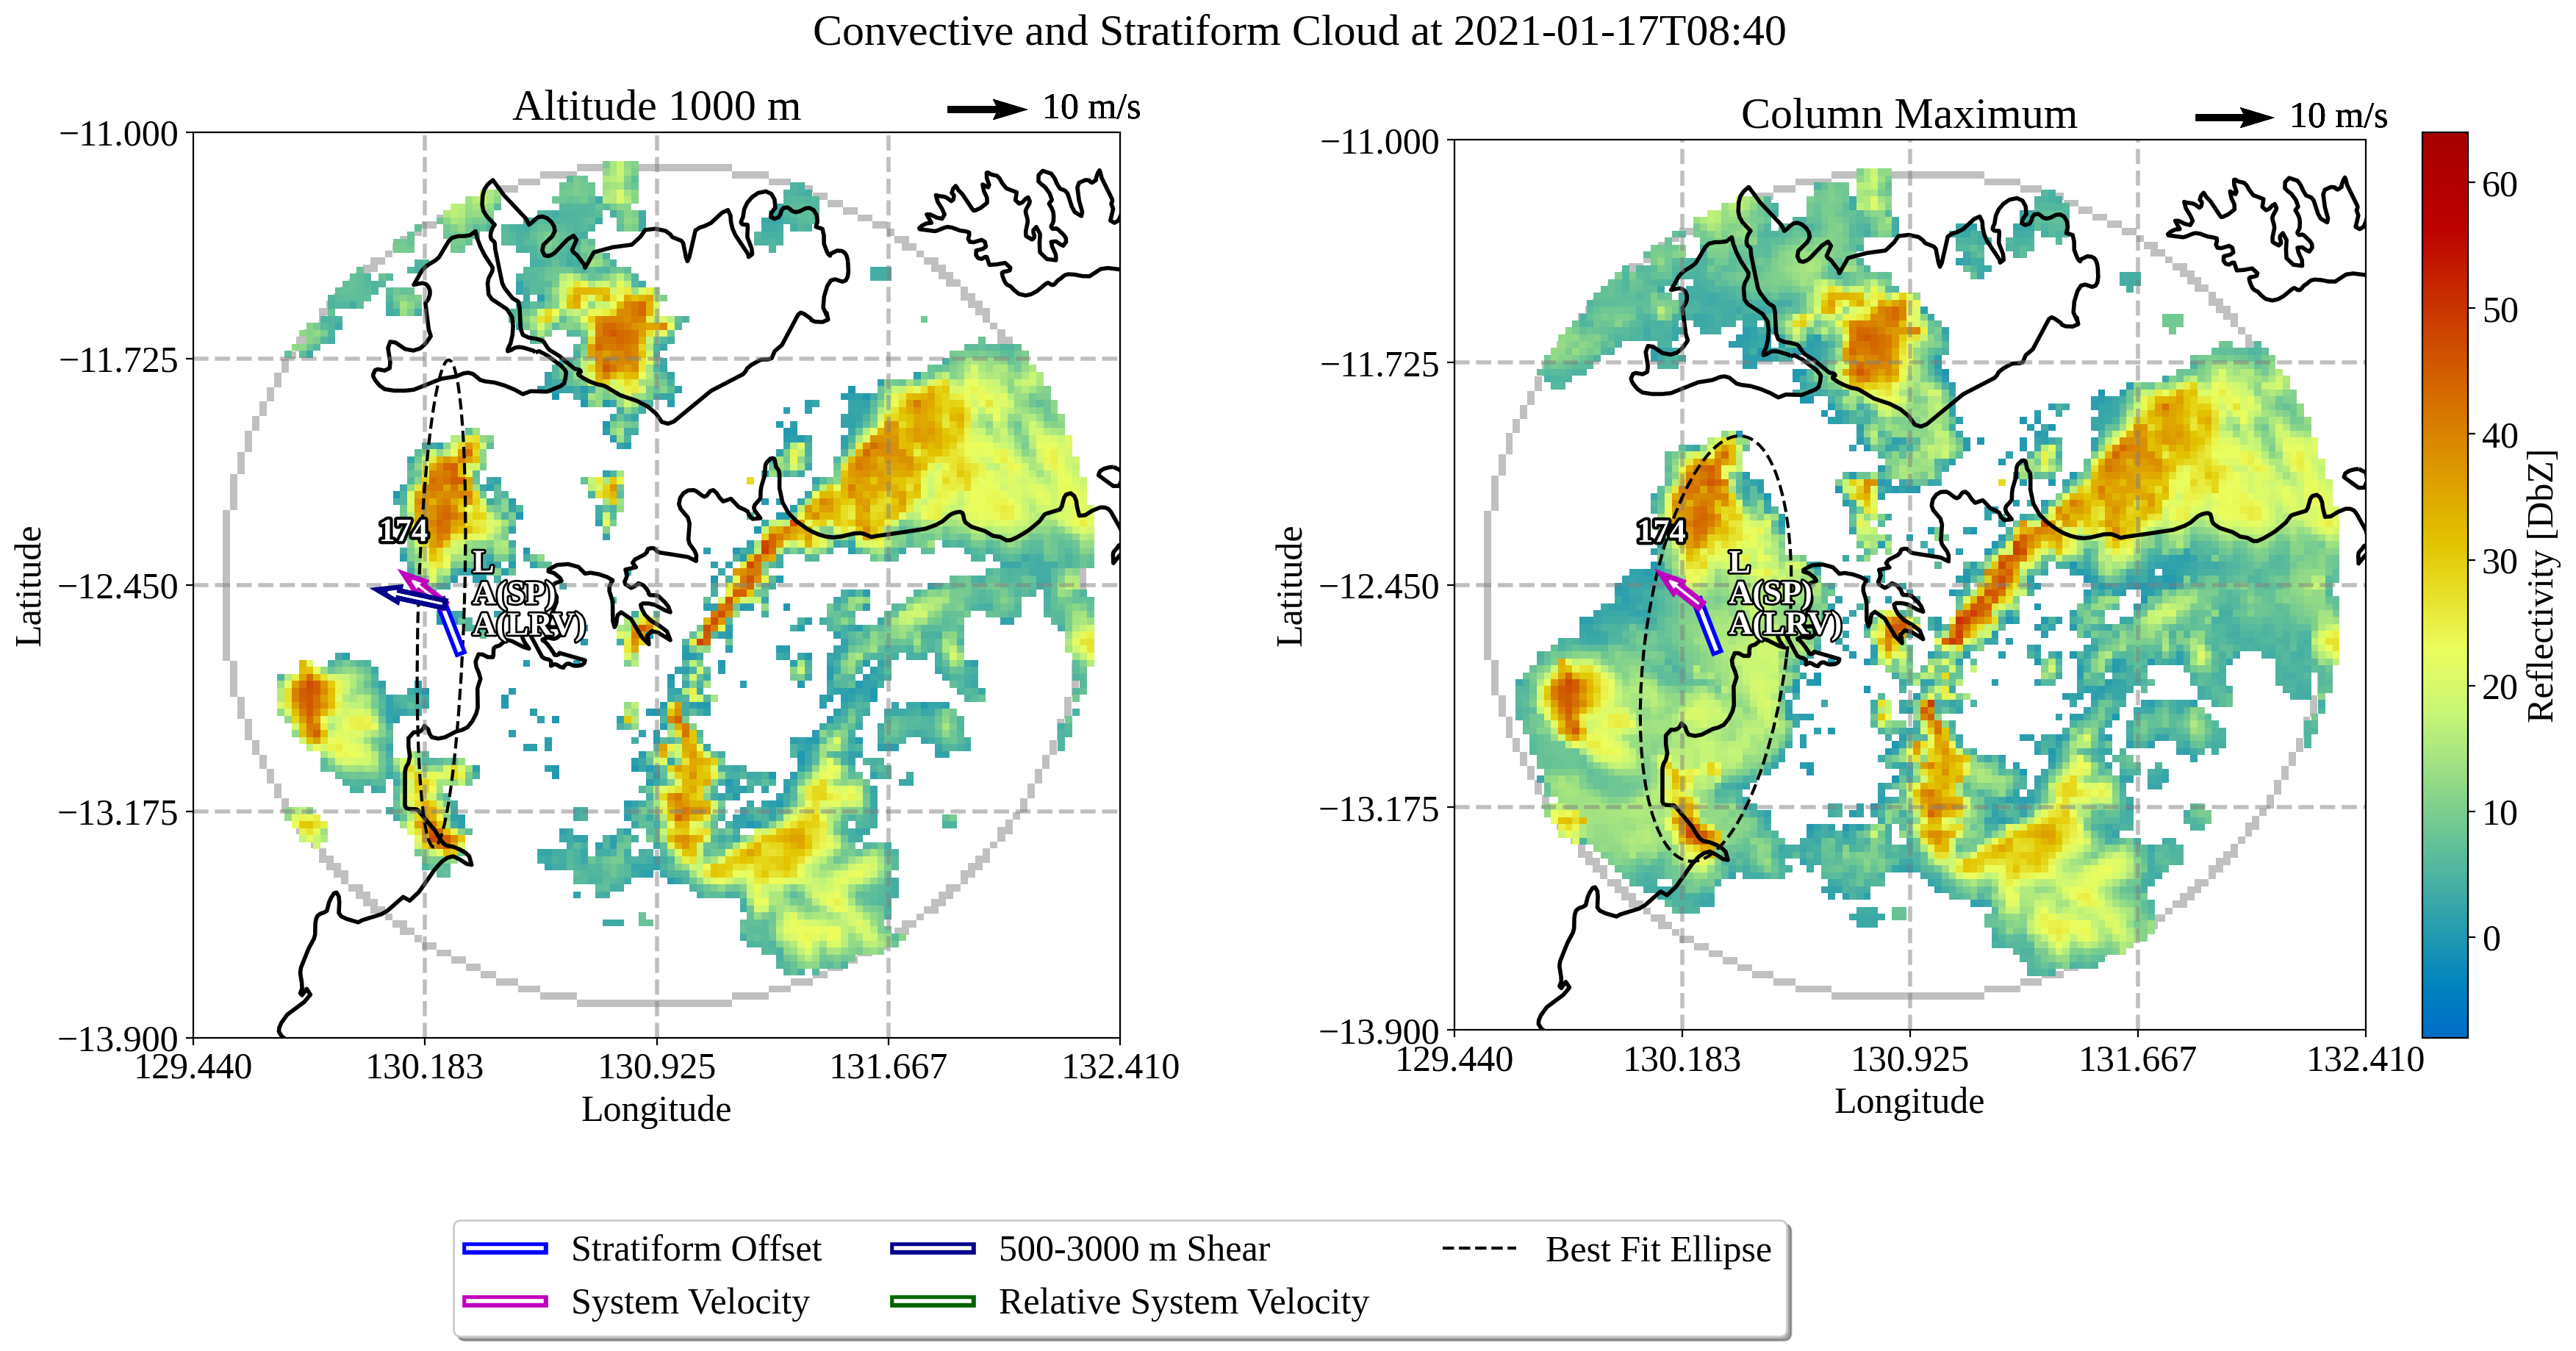 Convective and Stratiform Cloud at 2021-01-17T08:40
Altitude 1000 m
10 m/s
−11.000
−11.725
−12.450
−13.175
−13.900
Latitude
129.440
130.183
130.925
131.667
132.410
Longitude
174
L
A(SP)
A(LRV)
Column Maximum
10 m/s
−11.000
−11.725
−12.450
−13.175
−13.900
Latitude
129.440
130.183
130.925
131.667
132.410
Longitude
174
L
A(SP)
A(LRV)
60
50
40
30
20
10
0
Reflectivity [DbZ]
Stratiform Offset
System Velocity
500-3000 m Shear
Relative System Velocity
Best Fit Ellipse